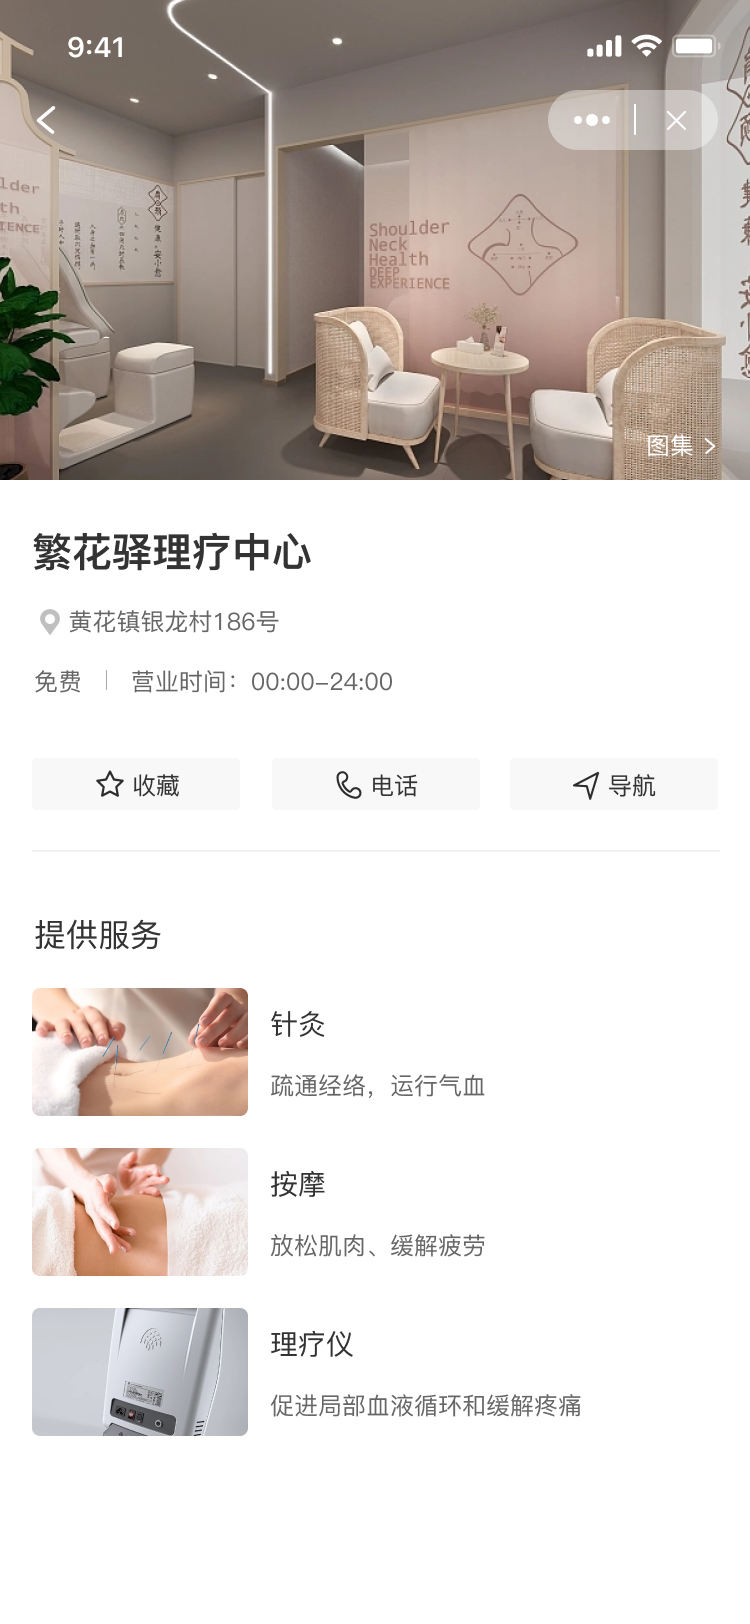 9:41
Shoulder
Neck
Health
DEEP
EXPERIENCE
图集
繁花驿理疗中心
黄花镇银龙村186号
免费 | 营业时间：00:00-24:00
收藏
电话
导航
提供服务
针灸
疏通经络，运行气血
按摩
放松肌肉、缓解疲劳
理疗仪
促进局部血液循环和缓解疼痛